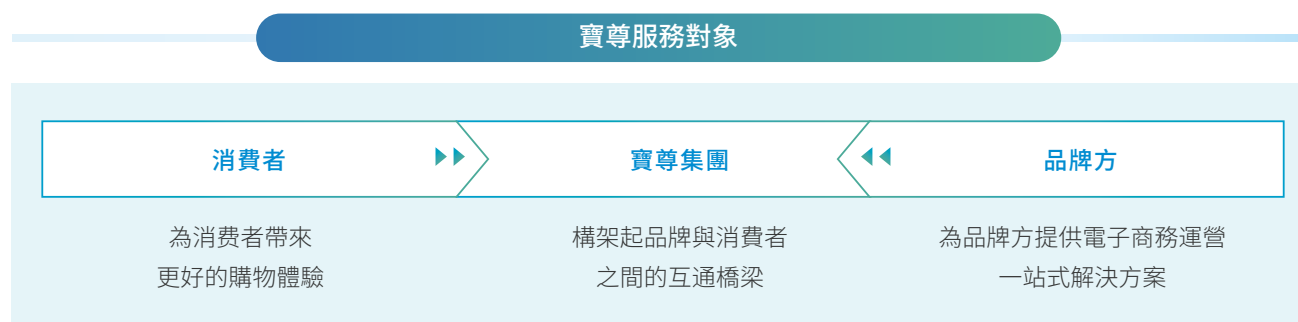 寶尊服務對象
消費者
寶尊集團
品牌方
為消费者帶來
更好的購物體驗
構架起品牌與消費者
之間的互通橋梁
為品牌方提供電子商務運營
一站式解決方案